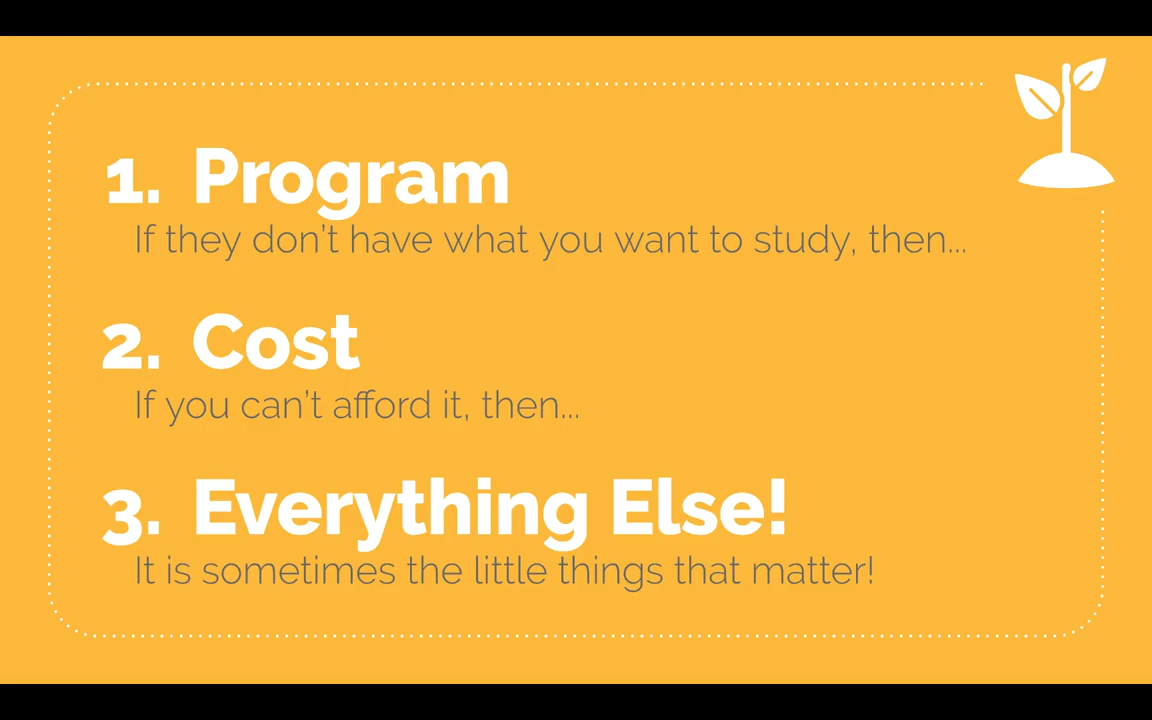 1. Program
If they don't have what you want to study, then...
2. Cost
If you can't afford it, then...
3. Everything Else!
It is sometimes the little things that matter!